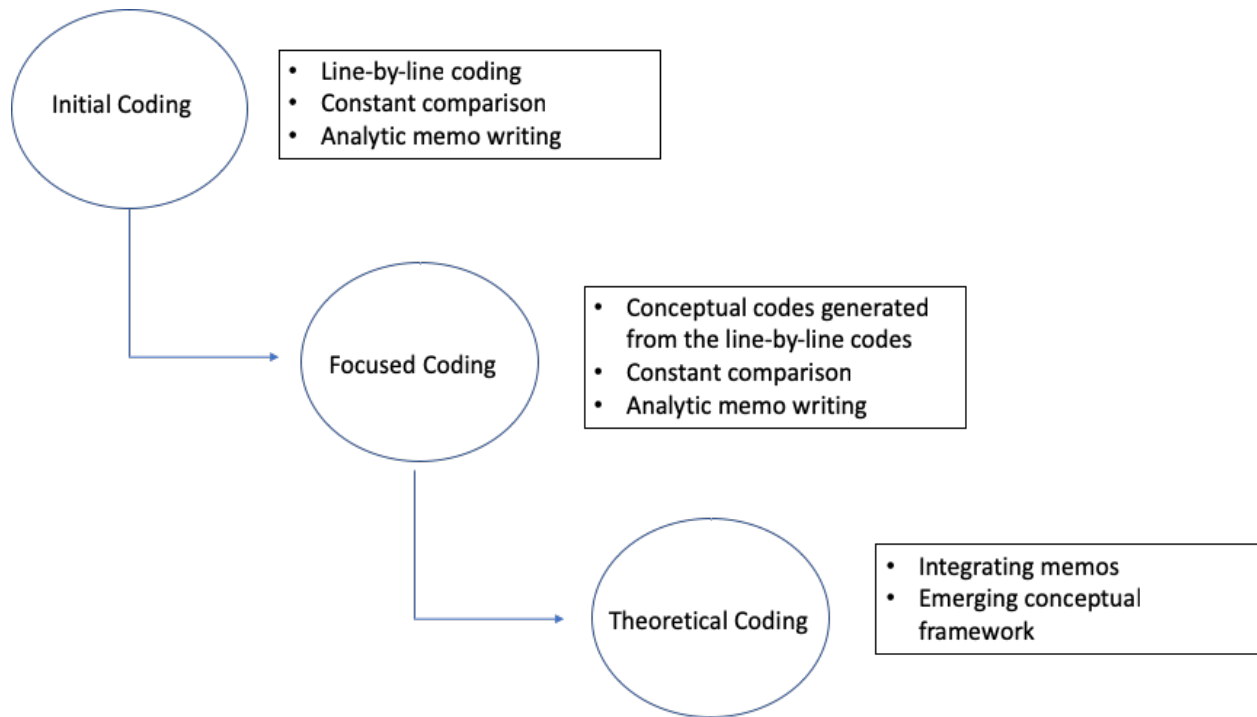 Initial Coding
• Line-by-line coding
• Constant comparison
• Analytic memo writing
Focused Coding
• Conceptual codes generated
from the line-by-line codes
• Constant comparison
• Analytic memo writing
Theoretical Coding
• Integrating memos
• Emerging conceptual
framework